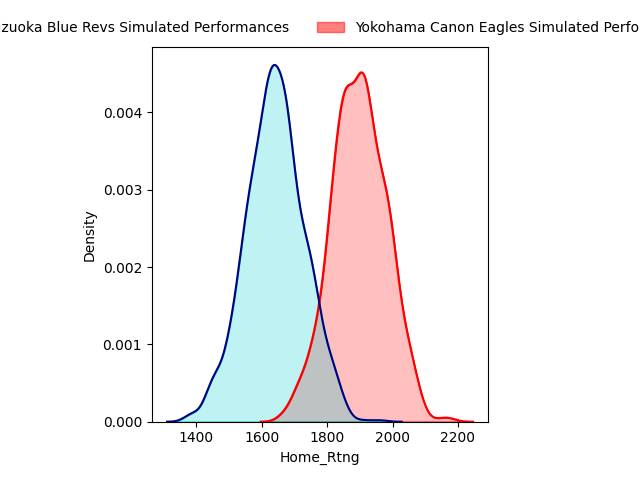 zuoka Blue Revs Simulated Performances
Yokohama Canon Eagles Simulated Perfo
0.004
0.003
0.002
0.001
0.000
Density
1400 1600 1800 2000 2200
Home_Rtng